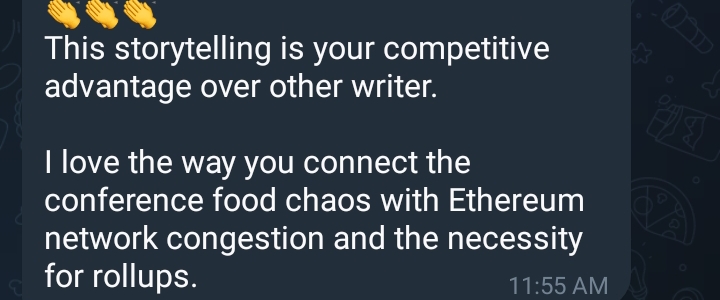 👏👏👏
This storytelling is your competitive
advantage over other writer.
I love the way you connect the
conference food chaos with Ethereum
network congestion and the necessity
for rollups.
11:55 AM